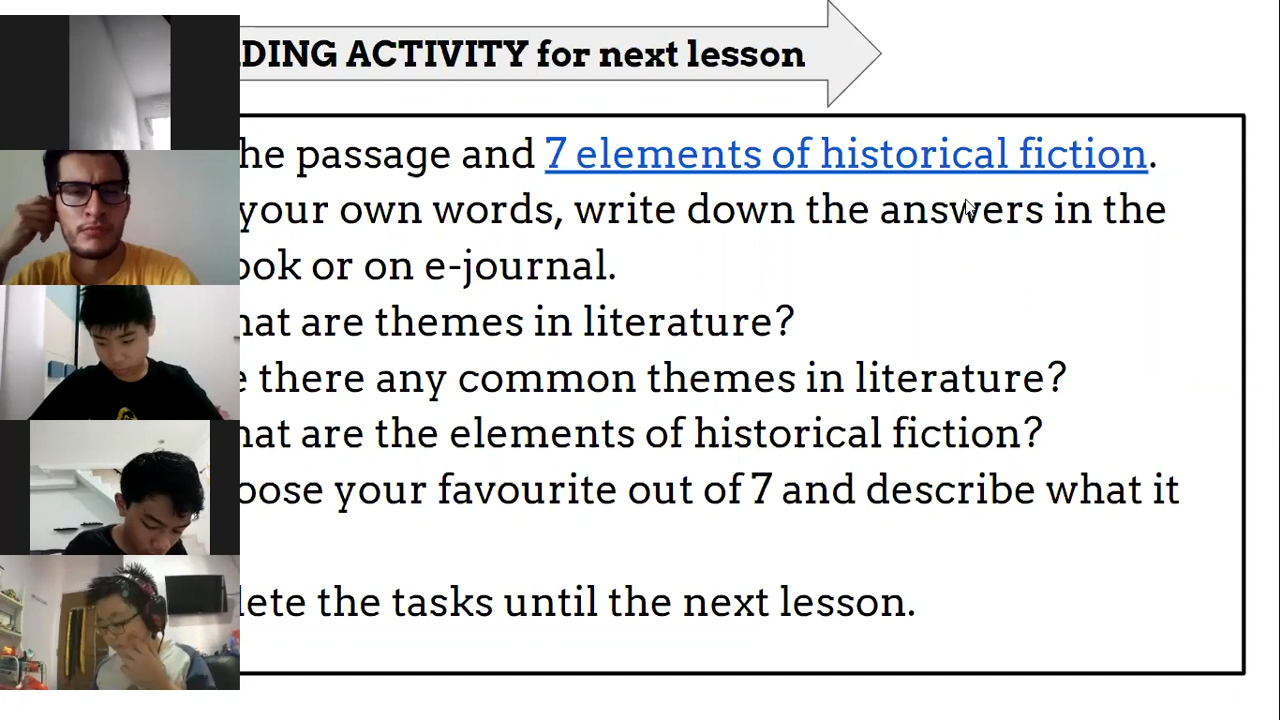 DING ACTIVITY for next lesson
he passage and 7 elements of historical fiction.
your own words, write down the answers in the
ook or on e-journal.
hat are themes in literature?
e there any common themes in literature?
hat are the elements of historical fiction?
oose your favourite out of 7 and describe what it
lete the tasks until the next lesson.